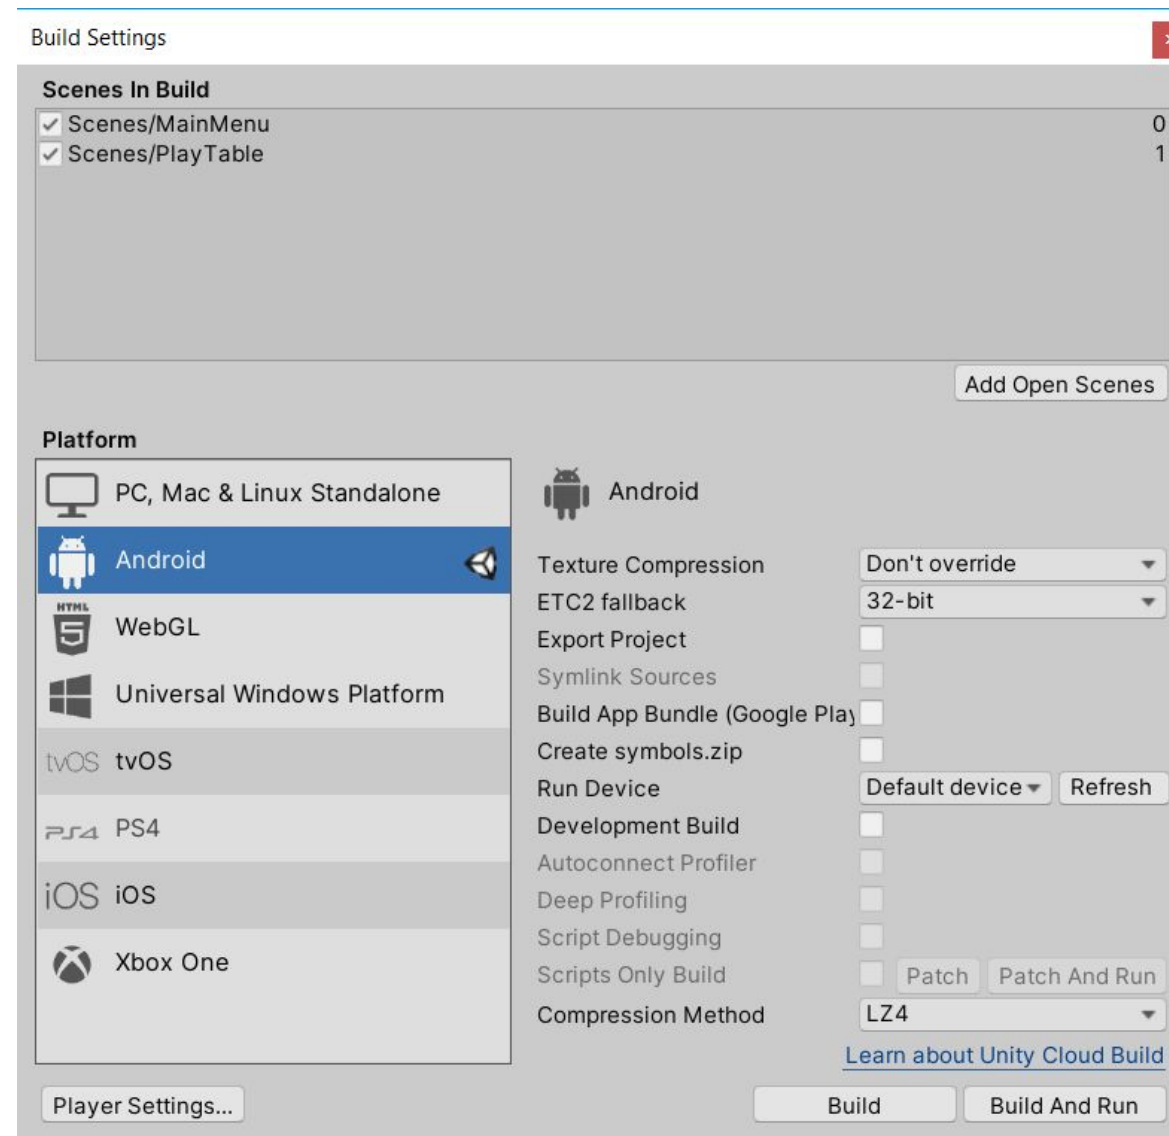 Build Settings
Scenes In Build
Scenes/MainMenu 0
Scenes/PlayTable 1
Add Open Scenes
Platform
PC, Mac & Linux Standalone
Android
HTML 5 WebGL
Universal Windows Platform
tvOS tvOS
PS4 PS4
iOS iOS
Xbox One
Android
Texture Compression Don't override
ETC2 fallback 32-bit
Export Project
Symlink Sources
Build App Bundle (Google Play
Create symbols.zip
Run Device Default device Refresh
Development Build
Autoconnect Profiler
Deep Profiling
Script Debugging
Scripts Only Build Patch Patch And Run
Compression Method LZ4
Learn about Unity Cloud Build
Player Settings... Build Build And Run